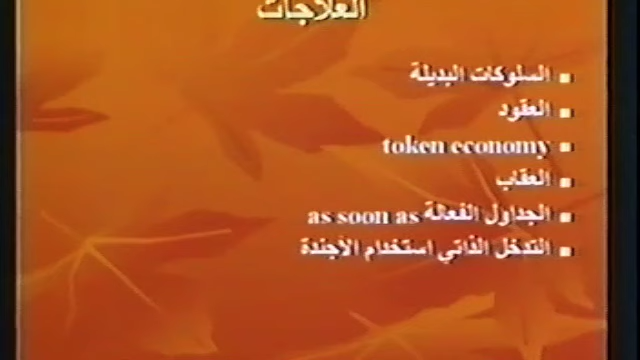 العلاجات
السلوكات البديلة
العقود
token economy
العقاب
الجداول الفعالة as soon as
التدخل الذاتي استخدام الأجندة